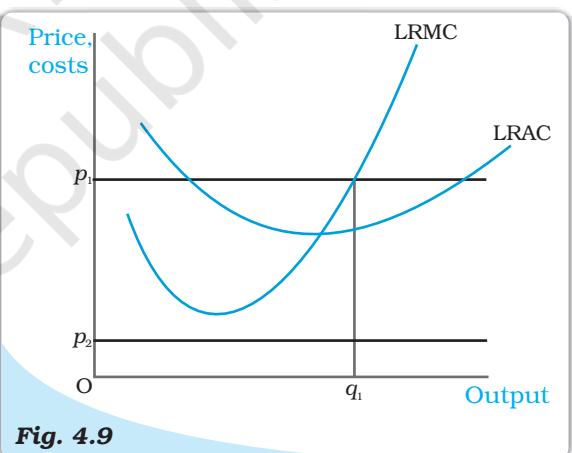 Price,
costs
LRMC
LRAC
p₁
p₂
O
q₁
Output
Fig. 4.9